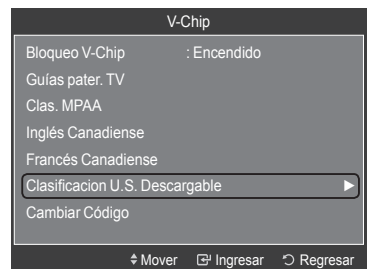 V-Chip
Bloqueo V-Chip : Encendido
Guías pater. TV
Clas. MPAA
Inglés Canadiense
Francés Canadiense
Clasificacion U.S. Descargable
Cambiar Código
Mover Ingresar Regresar